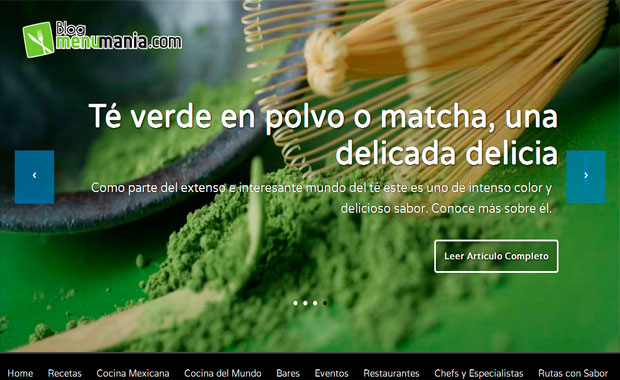 Blog
menumania.com
Té verde en polvo o matcha, una
delicada delicia
Como parte del extenso e interesante mundo del té este es uno de intenso color y
delicioso sabor. Conoce más sobre él.
Leer Artículo Completo
Home Recetas Cocina Mexicana Cocina del Mundo Bares Eventos Restaurantes Chefs y Especialistas Rutas con Sabor